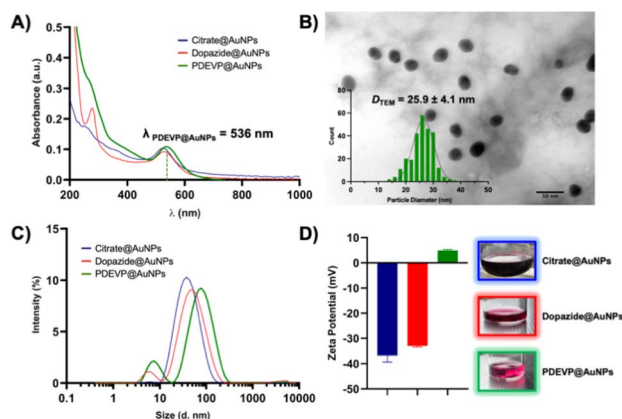 A)
Citrate@AuNPs
Dopazide@AuNPs
PDEVP@AuNPs
λ PDEVP@AuNPs = 536 nm
Absorbance (a.u.)
0.5
0.4
0.3
0.2
0.1
0.0
200
400
600
800
1000
λ (nm)
B)
DTEM = 25.9 ± 4.1 nm
Count
80
60
40
20
0
0
10
20
30
40
50
Particle Diameter (nm)
50 nm
C)
Citrate@AuNPs
Dopazide@AuNPs
PDEVP@AuNPs
Intensity (%)
15
10
5
0
0.1
1
10
100
1000
10000
Size (d. nm)
D)
Zeta Potential (mV)
10
0
-10
-20
-30
-40
-50
Citrate@AuNPs
Dopazide@AuNPs
PDEVP@AuNPs